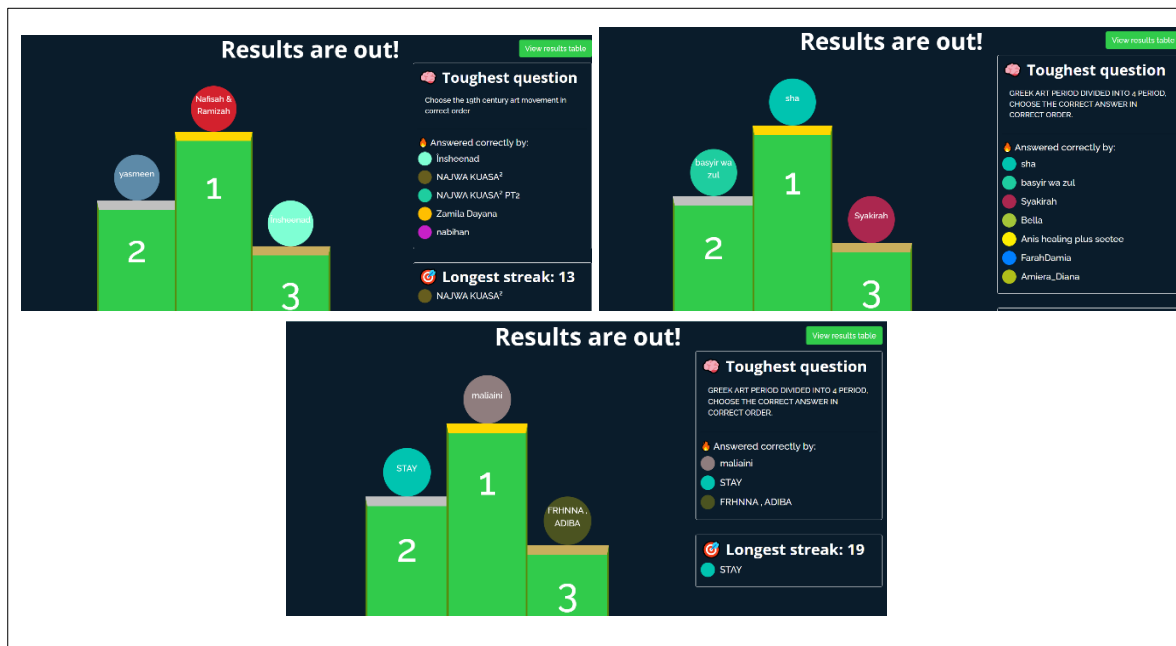 Results are out!
View results table
Nafisah &
Ramizah
yasmeen
1
2
3
🧠 Toughest question
Choose the 19th century art movement in
correct order
🔥 Answered correctly by:
İnsheenad
NAJWA KUASA²
NAJWA KUASA² PT2
Zamila Dayana
nabihan
🎯 Longest streak: 13
NAJWA KUASA²
Results are out!
View results table
sha
basyir wa
zul
Syakirah
1
2
3
🧠 Toughest question
GREEK ART PERIOD DIVIDED INTO 4 PERIOD,
CHOOSE THE CORRECT ANSWER IN
CORRECT ORDER.
🔥 Answered correctly by:
sha
basyir wa zul
Syakirah
Bella
Anis healing plus seetee
FarahDamia
Amiera_Diana
Results are out!
View results table
maliaini
STAY
FRHNNA ,
ADIBA
1
2
3
🧠 Toughest question
GREEK ART PERIOD DIVIDED INTO 4 PERIOD,
CHOOSE THE CORRECT ANSWER IN
CORRECT ORDER.
🔥 Answered correctly by:
maliaini
STAY
FRHNNA , ADIBA
🎯 Longest streak: 19
STAY